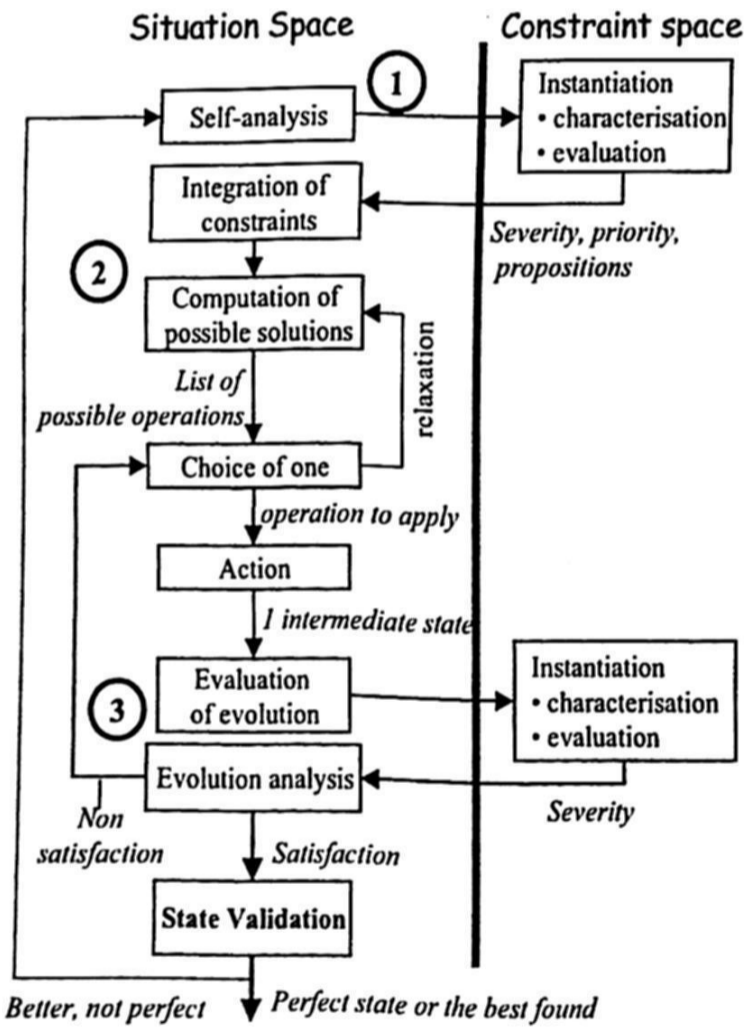 Situation Space
Constraint space
1
Self-analysis
Instantiation
• characterisation
• evaluation
Integration of
constraints
Severity, priority,
propositions
2
Computation of
possible solutions
relaxation
List of
possible operations
Choice of one
operation to apply
Action
1 intermediate state
3
Evaluation
of evolution
Instantiation
• characterisation
• evaluation
Evolution analysis
Severity
Non
satisfaction
Satisfaction
State Validation
Better, not perfect
Perfect state or the best found